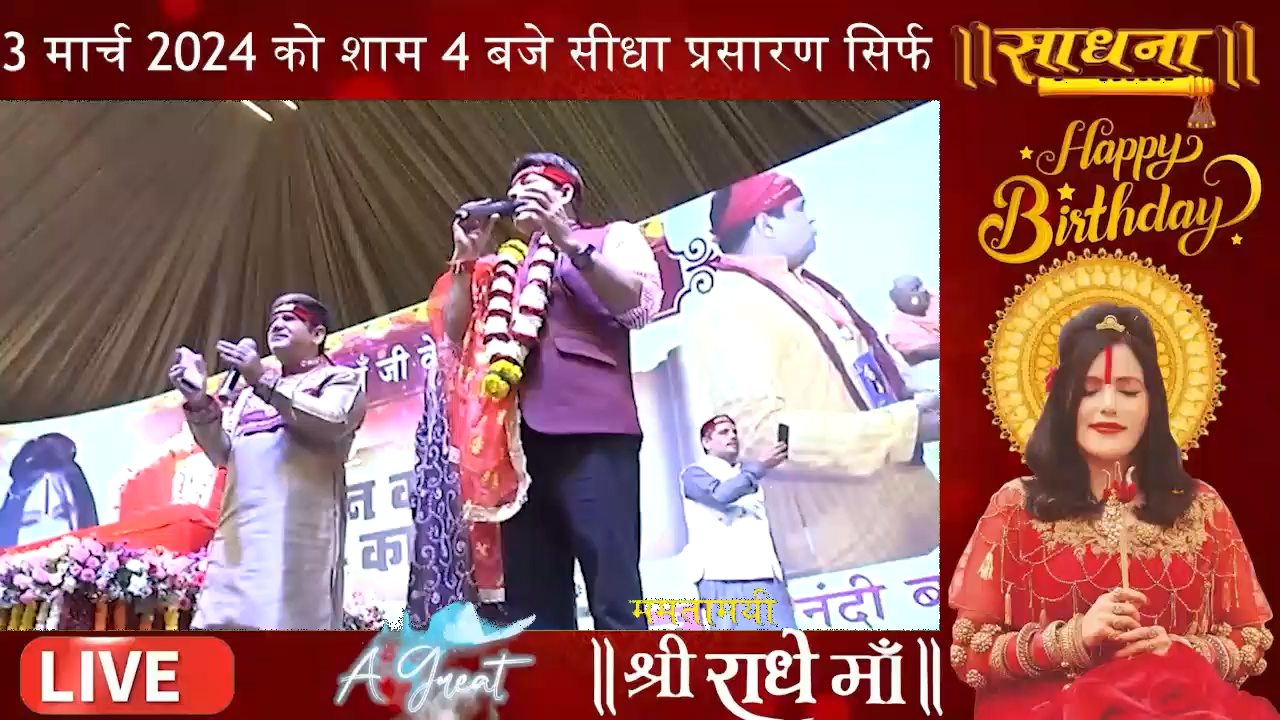 3 मार्च 2024 को शाम 4 बजे सीधा प्रसारण सिर्फ
॥साधना॥
Happy
Birthday
माँ जी के
नंदी
ममतामयी
LIVE
A Great
॥श्री राधे माँ॥